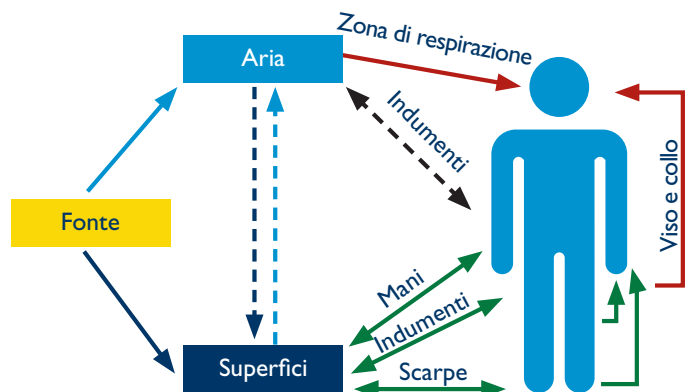 Zona di respirazione
Aria
Indumenti
Viso e collo
Fonte
Mani
Indumenti
Superfici
Scarpe